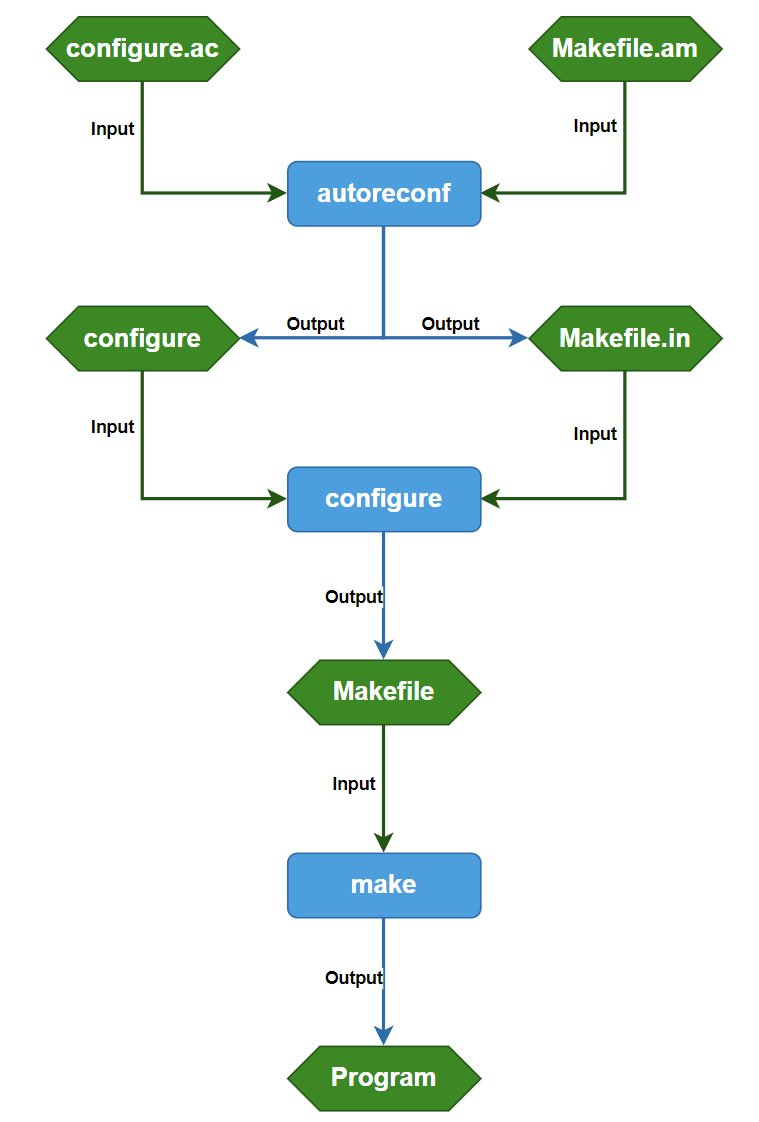 configure.ac
Makefile.am
Input
Input
autoreconf
Output
Output
configure
Makefile.in
Input
Input
configure
Output
Makefile
Input
make
Output
Program